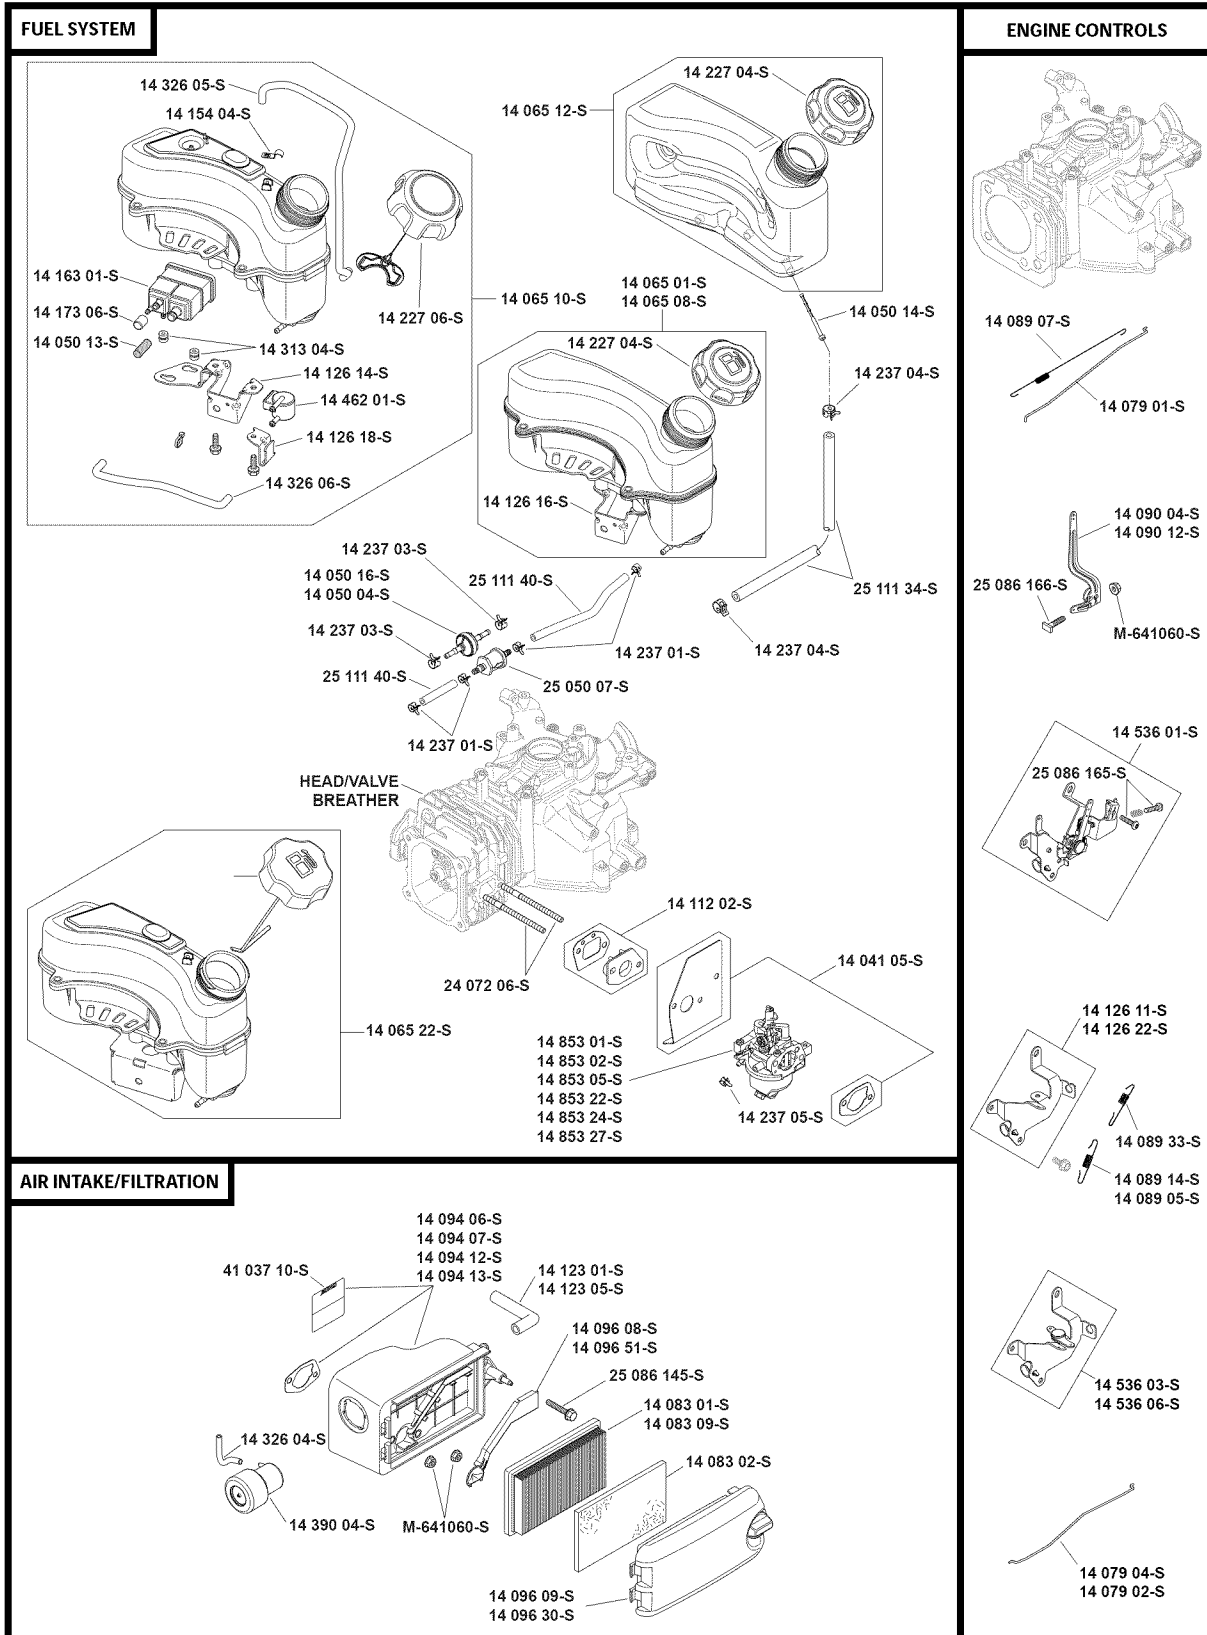 FUEL SYSTEM
14 326 05-S
14 154 04-S
14 163 01-S
14 173 06-S
14 050 13-S
14 313 04-S
14 126 14-S
14 462 01-S
14 126 18-S
14 326 06-S
14 227 06-S
14 065 10-S
14 227 04-S
14 065 12-S
14 065 01-S
14 065 08-S
14 050 14-S
14 227 04-S
14 237 04-S
14 126 16-S
25 111 34-S
14 237 04-S
14 237 03-S
14 050 16-S
14 050 04-S
25 111 40-S
14 237 03-S
14 237 01-S
25 111 40-S
25 050 07-S
14 237 01-S
HEAD/VALVE
BREATHER
14 112 02-S
24 072 06-S
14 041 05-S
14 065 22-S
14 853 01-S
14 853 02-S
14 853 05-S
14 853 22-S
14 853 24-S
14 853 27-S
14 237 05-S
AIR INTAKE/FILTRATION
14 094 06-S
14 094 07-S
14 094 12-S
14 094 13-S
41 037 10-S
14 123 01-S
14 123 05-S
14 096 08-S
14 096 51-S
25 086 145-S
14 083 01-S
14 083 09-S
14 326 04-S
14 083 02-S
14 390 04-S
M-641060-S
14 096 09-S
14 096 30-S
ENGINE CONTROLS
14 089 07-S
14 079 01-S
14 090 04-S
14 090 12-S
25 086 166-S
M-641060-S
14 536 01-S
25 086 165-S
14 126 11-S
14 126 22-S
14 089 33-S
14 089 14-S
14 089 05-S
14 536 03-S
14 536 06-S
14 079 04-S
14 079 02-S